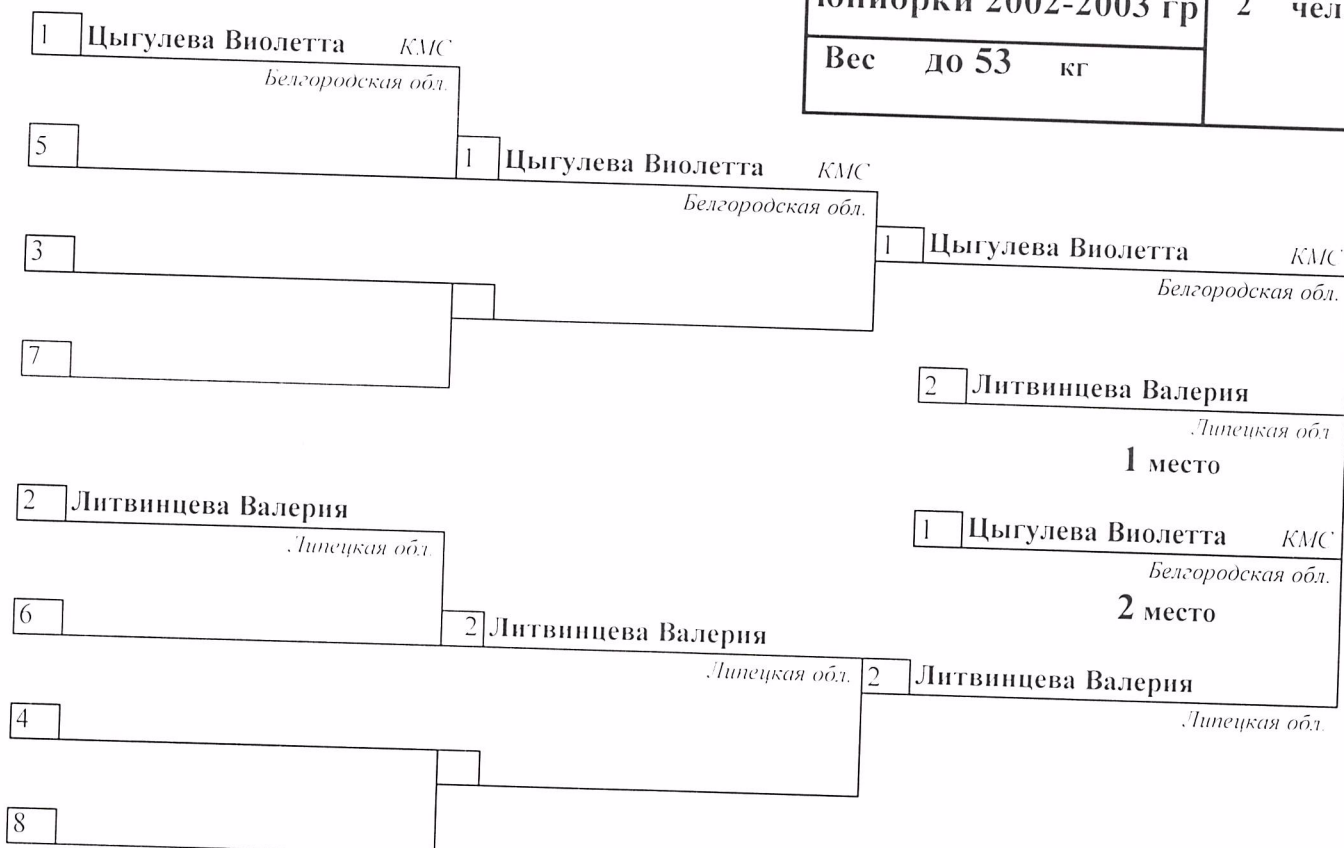 юниорки 2002-2003 гр 2 чел
Вес до 53 кг
1 Цыгулева Виолетта КМС
Белгородская обл.
5
1 Цыгулева Виолетта КМС
Белгородская обл.
3
1 Цыгулева Виолетта КМС
Белгородская обл.
7
2 Литвинцева Валерия
Липецкая обл
1 место
2 Литвинцева Валерия
Липецкая обл.
1 Цыгулева Виолетта КМС
Белгородская обл.
2 место
6
2 Литвинцева Валерия
Липецкая обл.
2 Литвинцева Валерия
Липецкая обл.
4
8